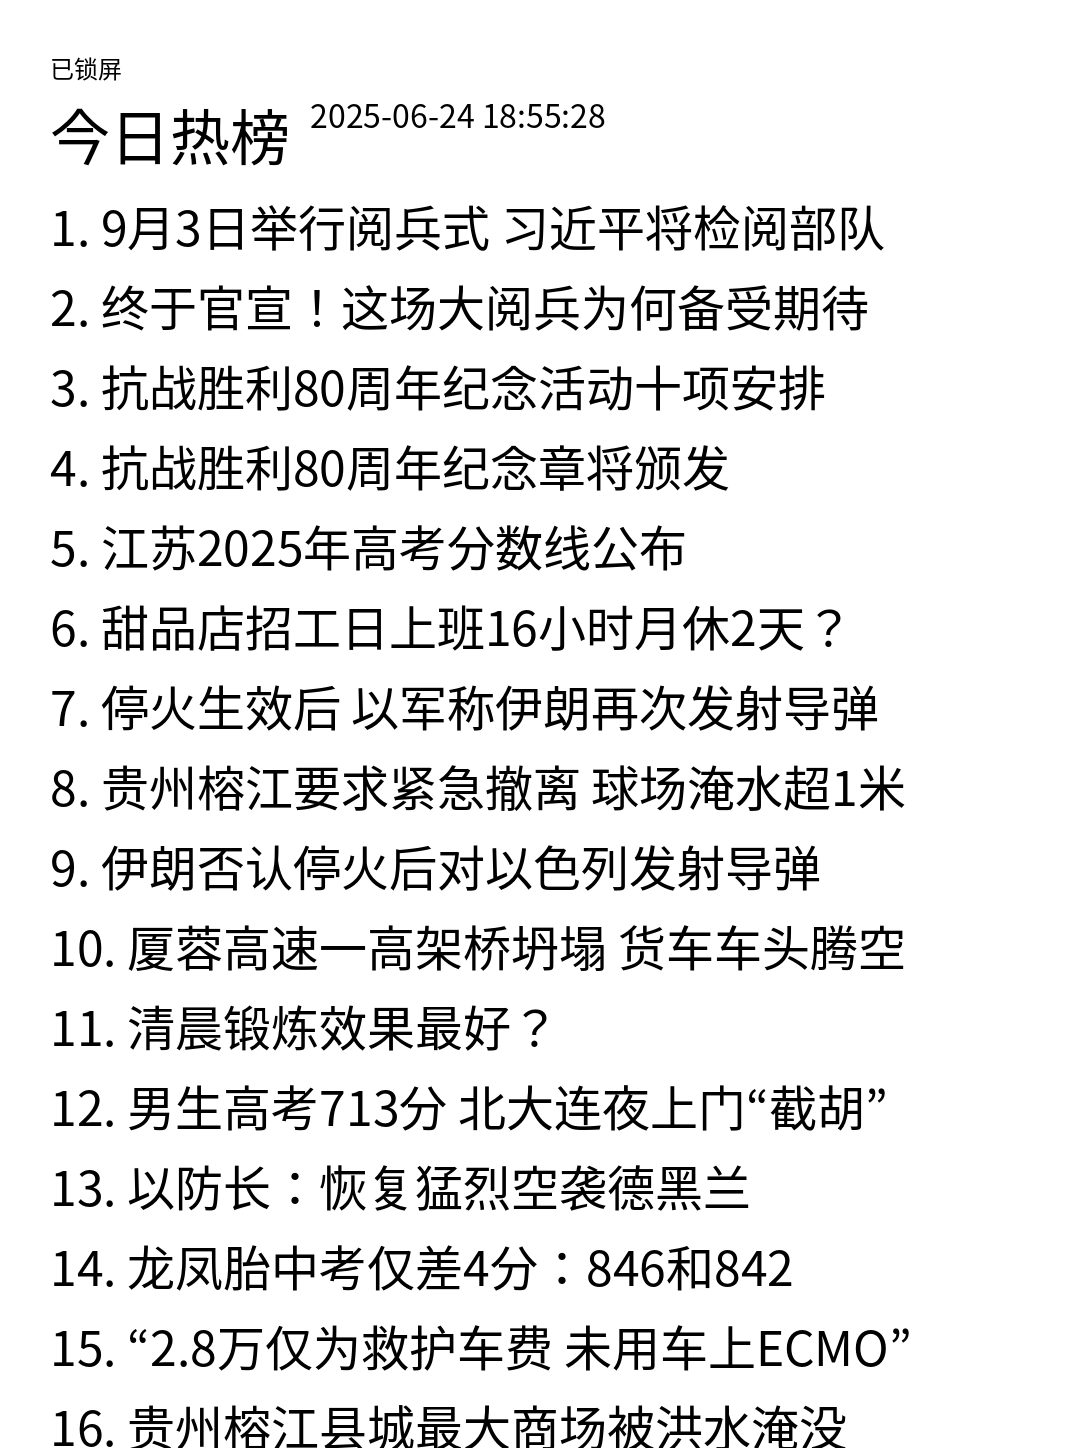 已锁屏
今日热榜 2025-06-24 18:55:28
1. 9月3日举行阅兵式 习近平将检阅部队
2. 终于官宣！这场大阅兵为何备受期待
3. 抗战胜利80周年纪念活动十项安排
4. 抗战胜利80周年纪念章将颁发
5. 江苏2025年高考分数线公布
6. 甜品店招工日上班16小时月休2天？
7. 停火生效后 以军称伊朗再次发射导弹
8. 贵州榕江要求紧急撤离 球场淹水超1米
9. 伊朗否认停火后对以色列发射导弹
10. 厦蓉高速一高架桥坍塌 货车车头腾空
11. 清晨锻炼效果最好？
12. 男生高考713分 北大连夜上门“截胡”
13. 以防长：恢复猛烈空袭德黑兰
14. 龙凤胎中考仅差4分：846和842
15. “2.8万仅为救护车费 未用车上ECMO”
16. 贵州榕江县城最大商场被洪水淹没